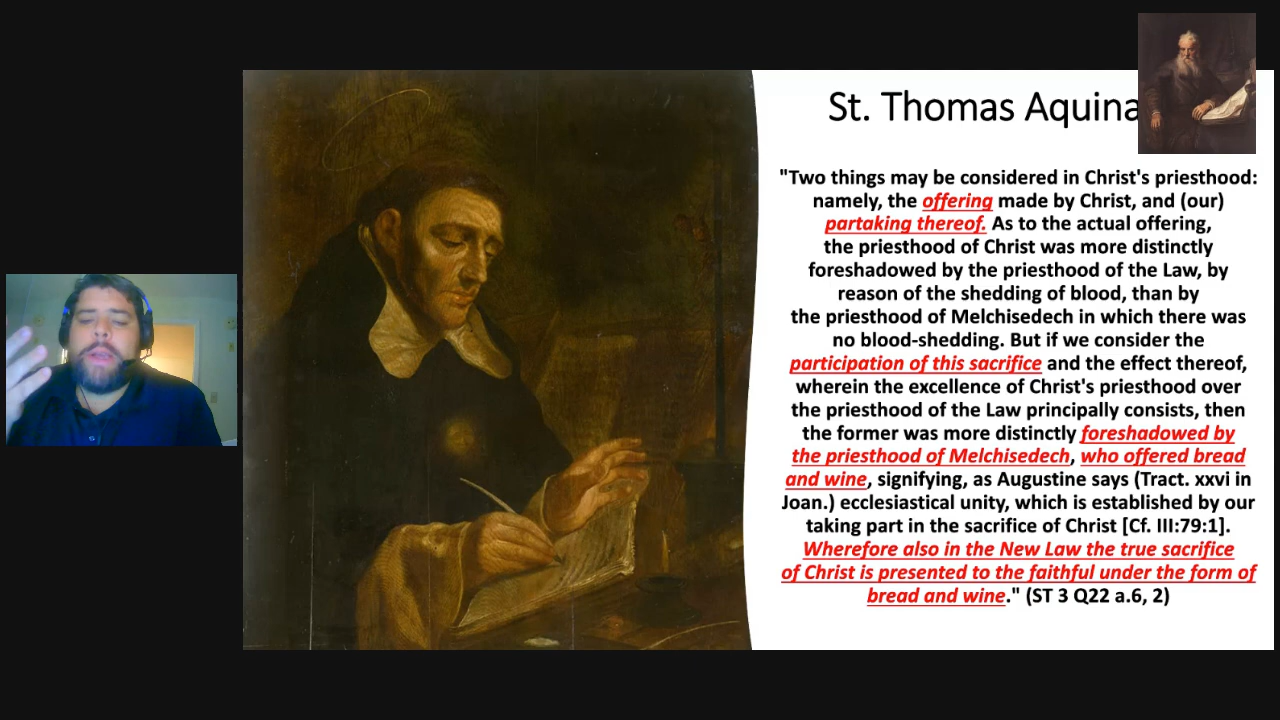 St. Thomas Aquina
"Two things may be considered in Christ's priesthood:
namely, the offering made by Christ, and (our)
partaking thereof. As to the actual offering,
the priesthood of Christ was more distinctly
foreshadowed by the priesthood of the Law, by
reason of the shedding of blood, than by
the priesthood of Melchisedech in which there was
no blood-shedding. But if we consider the
participation of this sacrifice and the effect thereof,
wherein the excellence of Christ's priesthood over
the priesthood of the Law principally consists, then
the former was more distinctly foreshadowed by
the priesthood of Melchisedech, who offered bread
and wine, signifying, as Augustine says (Tract. xxvi in
Joan.) ecclesiastical unity, which is established by our
taking part in the sacrifice of Christ [Cf. III:79:1].
Wherefore also in the New Law the true sacrifice
of Christ is presented to the faithful under the form of
bread and wine." (ST 3 Q22 a.6, 2)